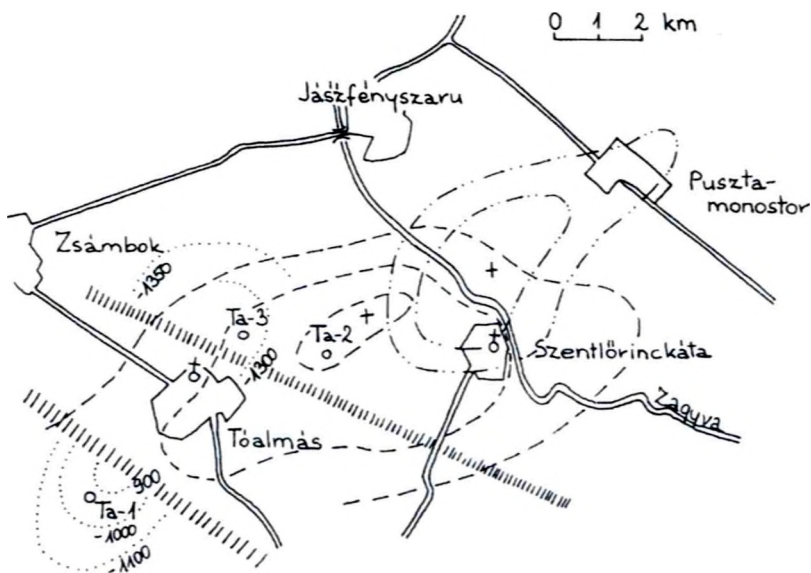 0 1 2 km
Jászfényszaru
Puszta-
monostor
Zsámbok
-1350
Ta-3
Ta-2
-1300
Szentlőrinckáta
Zagyva
Tóalmás
900
Ta-1
-1000
-1100